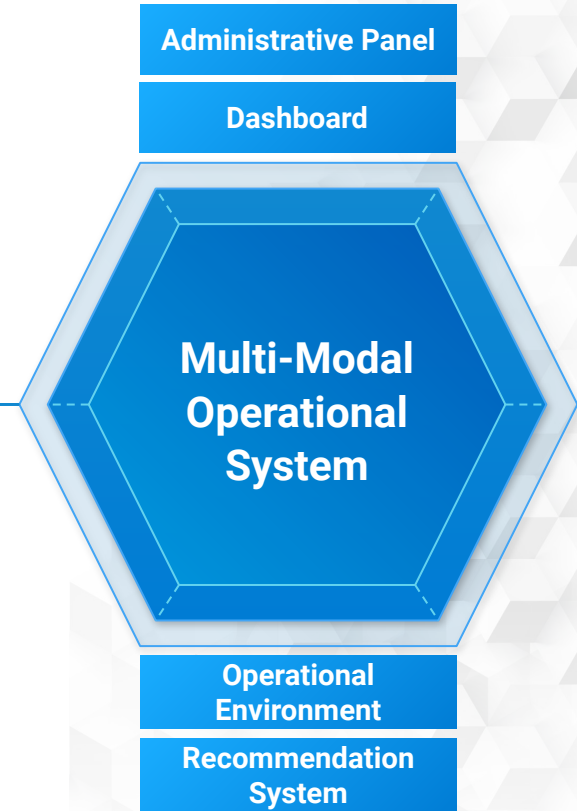 Administrative Panel
Dashboard
Multi-Modal
Operational
System
Operational
Environment
Recommendation
System